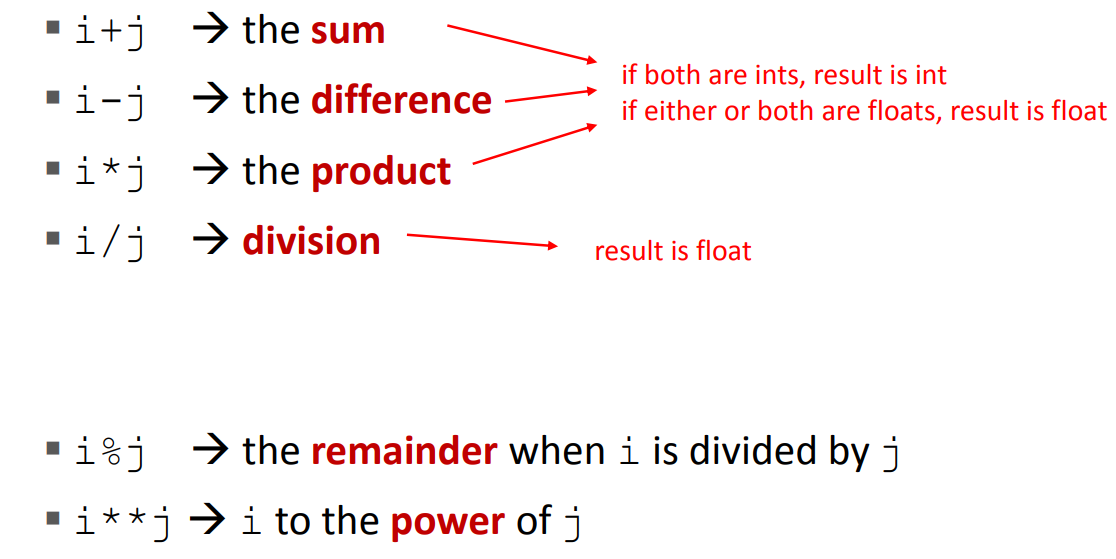 ▪ i+j → the sum
if both are ints, result is int
▪ i-j → the difference
if either or both are floats, result is float
▪ i*j → the product
▪ i/j → division
result is float
▪ i%j → the remainder when i is divided by j
▪ i**j → i to the power of j